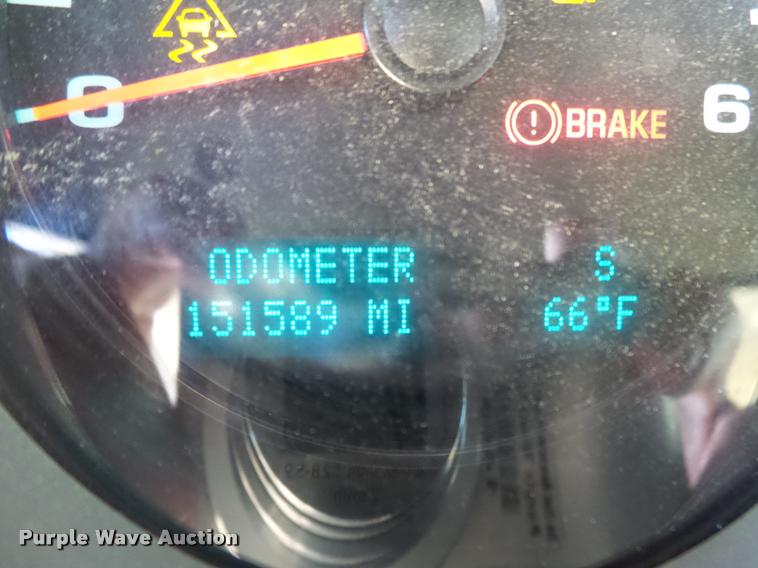 0
BRAKE
6
ODOMETER
S
151589 MI
66°F
Purple Wave Auction